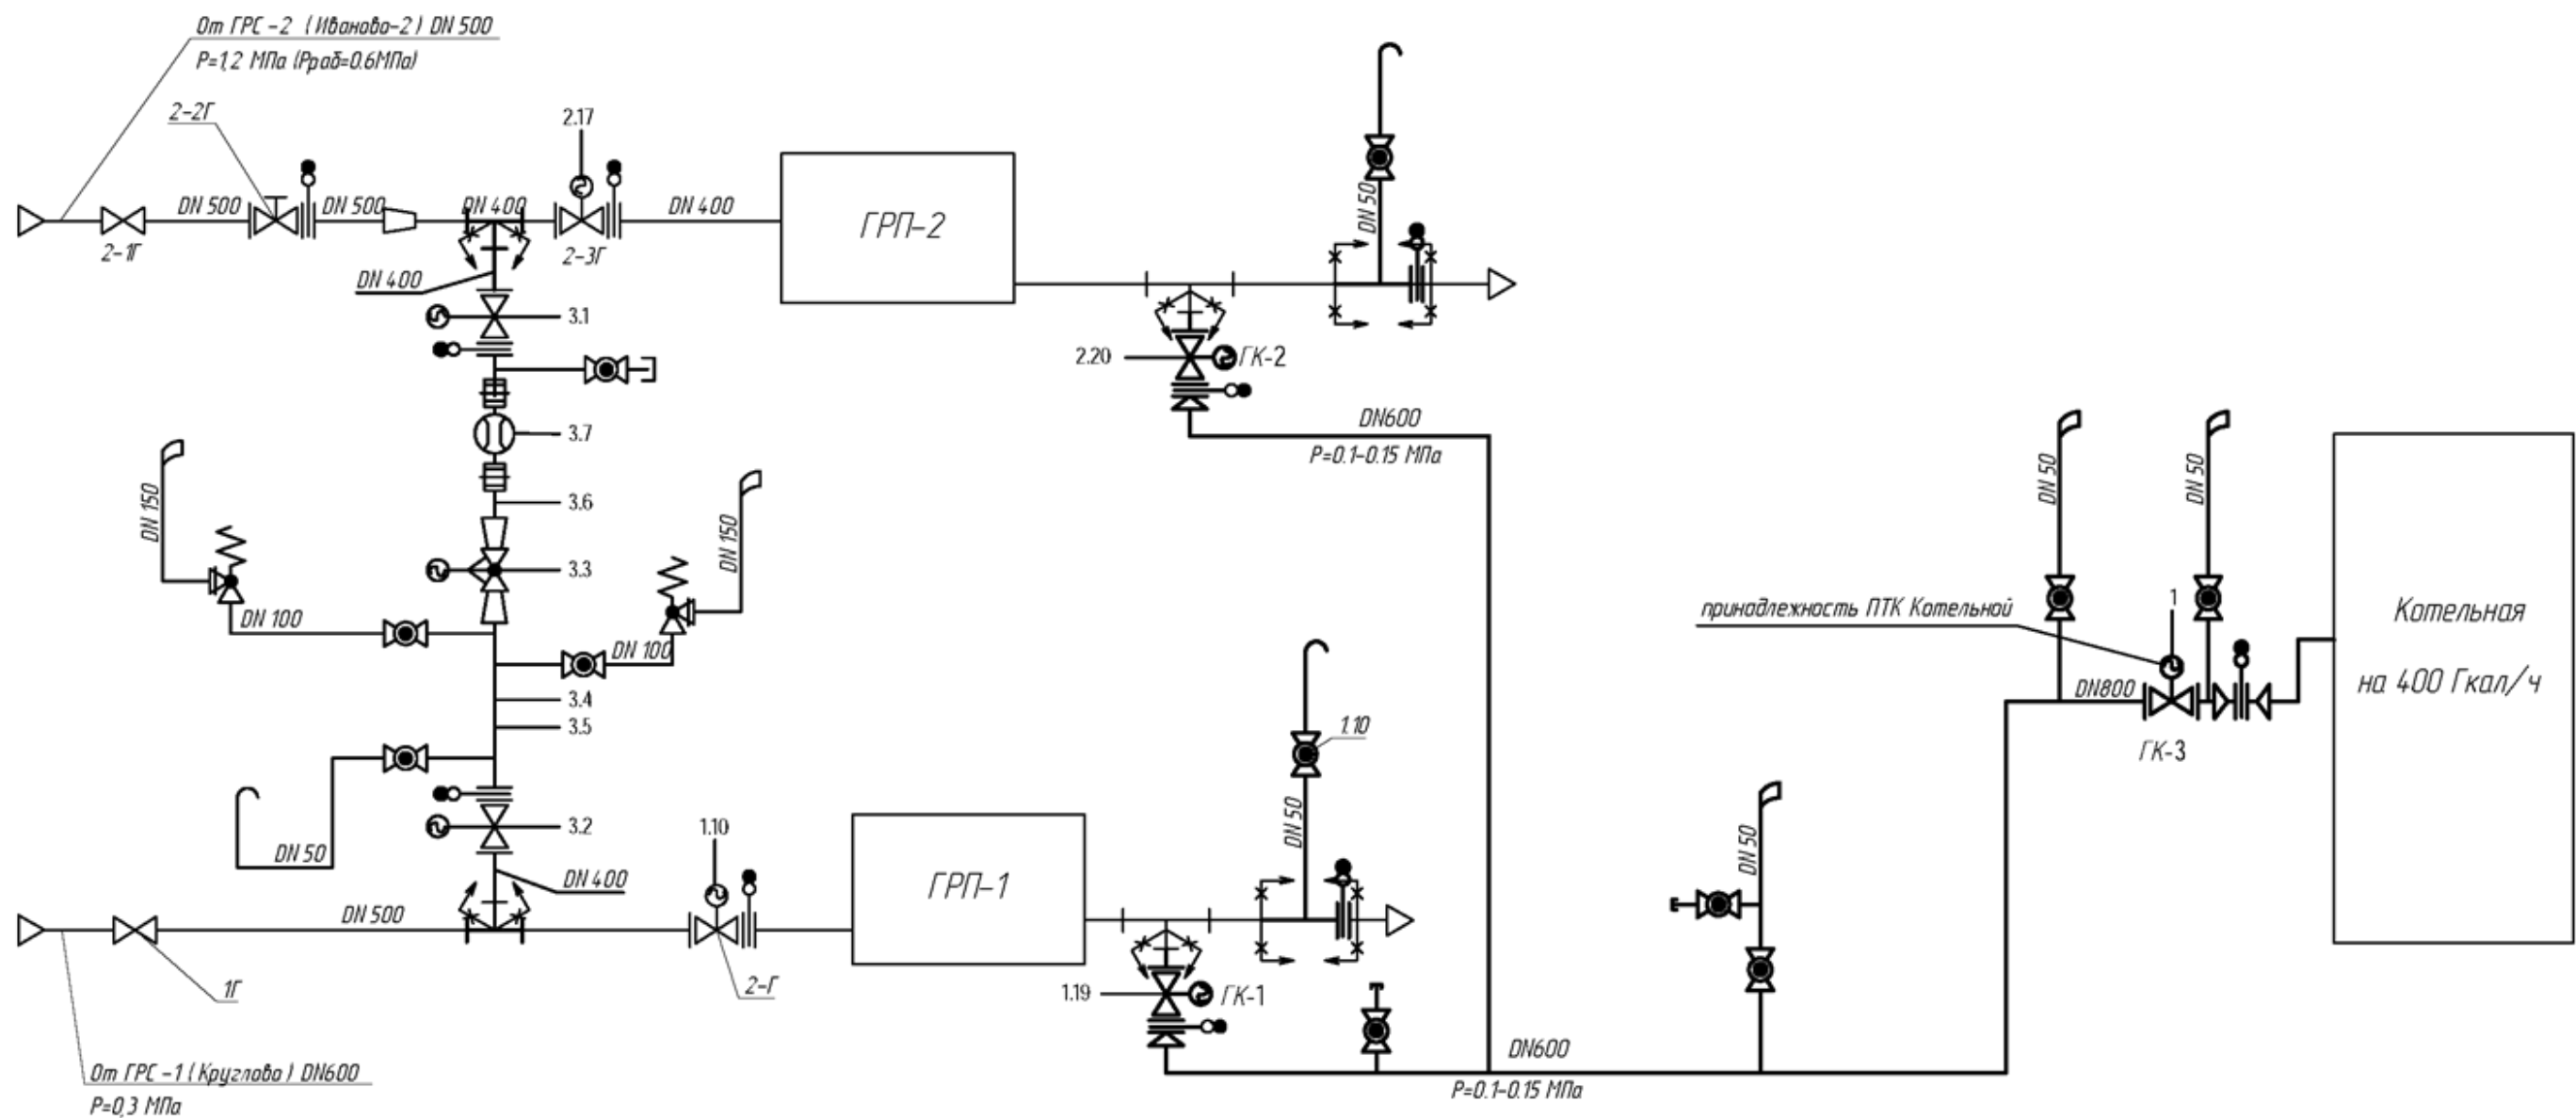 От ГРС-2 (Иваново-2) DN 500
P=1,2 МПа (Pраб=0.6МПа)
2-2Г
2.17
DN 500
DN 500
DN 400
DN 400
2-1Г
2-3Г
DN 400
ГРП-2
DN 50
3.1
2.20
ГК-2
DN600
P=0.1-0.15 МПа
3.7
3.6
DN 150
DN 150
3.3
DN 100
DN 100
3.4
3.5
3.2
DN 50
DN 400
DN 50
DN 50
принадлежность ПТК Котельной
1
DN800
ГК-3
Котельная
на 400 Гкал/ч
1.10
DN 50
1.10
DN 500
ГРП-1
2-Г
1Г
1.19
ГК-1
DN 50
DN600
P=0.1-0.15 МПа
От ГРС-1 (Круглово) DN600
P=0,3 МПа